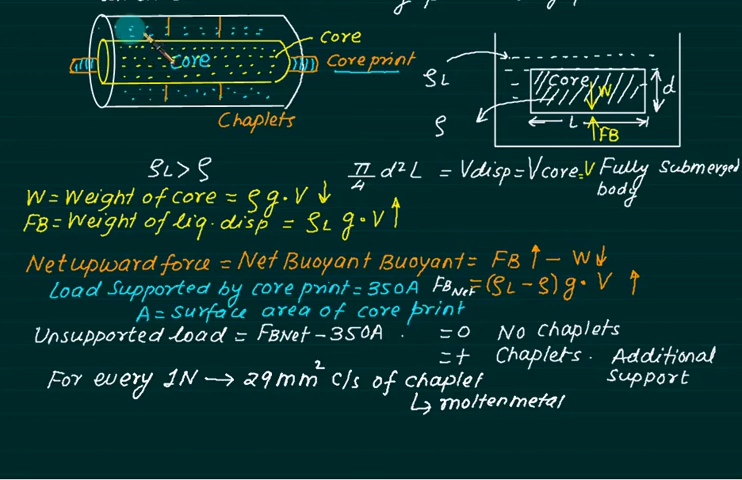 core
core
Core print
Chaplets
ρL
ρ
Core
W
d
L
FB
ρL > ρ
π/4 d² L = Vdisp = Vcore = V Fully Submerged body
W = Weight of core = ρ g · V ↓
FB = Weight of liq. disp = ρL g · V ↑
Net upward force = Net Buoyant Buoyant = FB ↑ – W ↓
Load Supported by core print = 350A FBNet = (ρL – ρ) g · V ↑
A = Surface area of core print
Unsupported load = FBNet – 350A . = 0 No Chaplets
= + Chaplets. Additional Support
For every 1N → 29 mm² c/s of chaplet
↳ molten metal